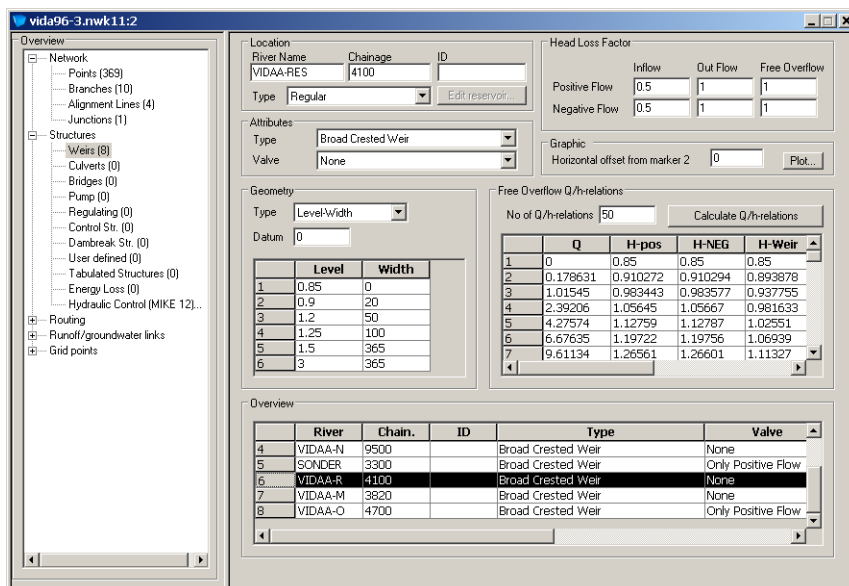 vida96-3.nwk11:2
Overview
Network
Points (369)
Branches (10)
Alignment Lines (4)
Junctions (1)
Structures
Weirs (8)
Culverts (0)
Bridges (0)
Pump (0)
Regulating (0)
Control Str. (0)
Dambreak Str. (0)
User defined (0)
Tabulated Structures (0)
Energy Loss (0)
Hydraulic Control (MIKE 12)...
Routing
Runoff/groundwater links
Grid points
Location
River Name Chainage ID
VIDAA-RES 4100
Type Regular Edit reservoir...
Attributes
Type Broad Crested Weir
Valve None
Head Loss Factor
Inflow Out Flow Free Overflow
Positive Flow 0.5 1 1
Negative Flow 0.5 1 1
Graphic
Horizontal offset from marker 2 0 Plot...
Geometry
Type Level-Width
Datum 0
Level Width
1 0.85 0
2 0.9 20
3 1.2 50
4 1.25 100
5 1.5 365
6 3 365
Free Overflow Q/h-relations
No of Q/h-relations 50 Calculate Q/h-relations
Q H-pos H-NEG H-Weir
1 0 0.85 0.85 0.85
2 0.178631 0.910272 0.910294 0.893878
3 1.01545 0.983443 0.983577 0.937755
4 2.39206 1.05645 1.05667 0.981633
5 4.27574 1.12759 1.12787 1.02551
6 6.67635 1.19722 1.19756 1.06939
7 9.61134 1.26561 1.26601 1.11327
Overview
River Chain. ID Type Valve
4 VIDAA-N 9500 Broad Crested Weir None
5 SONDER 3300 Broad Crested Weir Only Positive Flow
6 VIDAA-R 4100 Broad Crested Weir None
7 VIDAA-M 3820 Broad Crested Weir None
8 VIDAA-O 4700 Broad Crested Weir Only Positive Flow